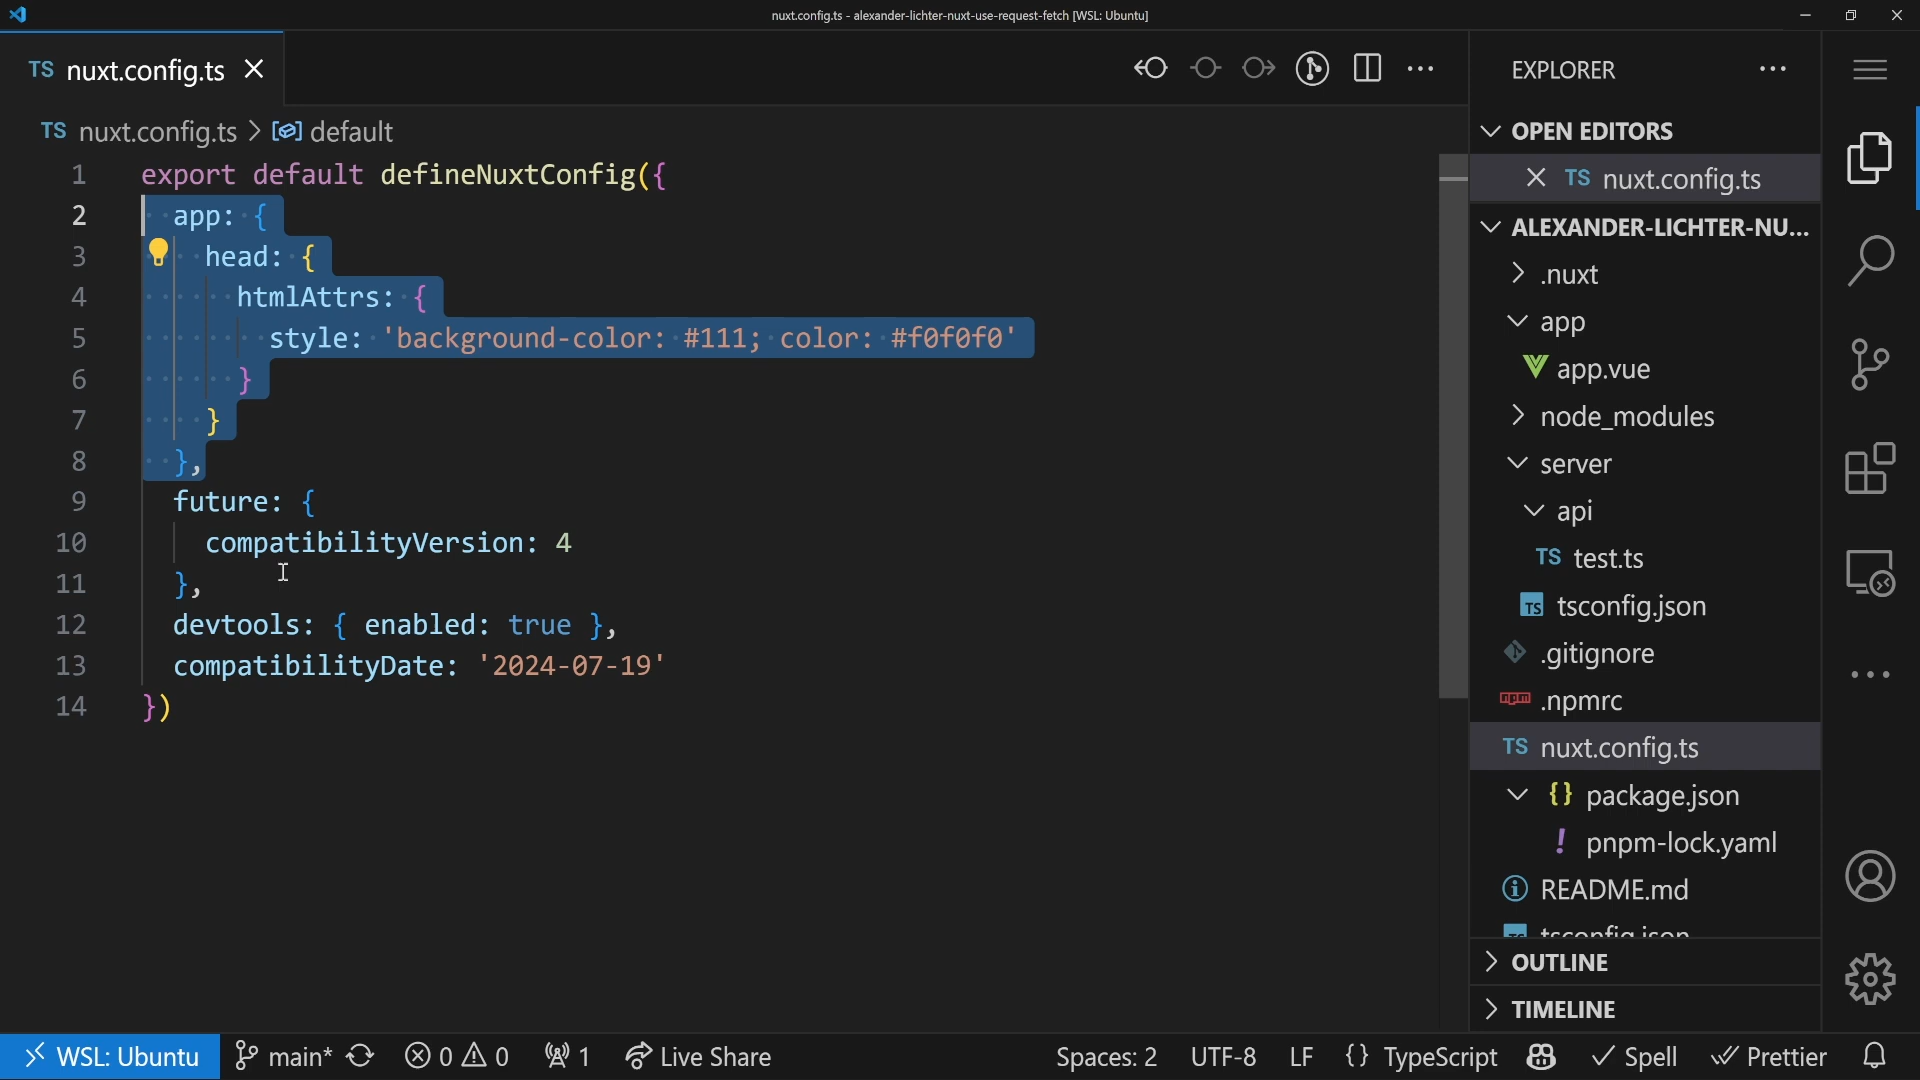 nuxt.config.ts - alexander-lichter-nuxt-use-request-fetch [WSL: Ubuntu]
TS nuxt.config.ts
TS nuxt.config.ts > default
1 export default defineNuxtConfig({
2 app: {
3 head: {
4 htmlAttrs: {
5 style: 'background-color: #111; color: #f0f0f0'
6 }
7 }
8 },
9 future: {
10 compatibilityVersion: 4
11 },
12 devtools: { enabled: true },
13 compatibilityDate: '2024-07-19'
14 })
EXPLORER
OPEN EDITORS
TS nuxt.config.ts
ALEXANDER-LICHTER-NU...
.nuxt
app
app.vue
node_modules
server
api
TS test.ts
TS tsconfig.json
.gitignore
npm .npmrc
TS nuxt.config.ts
{} package.json
! pnpm-lock.yaml
README.md
TS tsconfig.json
OUTLINE
TIMELINE
WSL: Ubuntu main* 0 0 1 Live Share Spaces: 2 UTF-8 LF {} TypeScript Spell Prettier